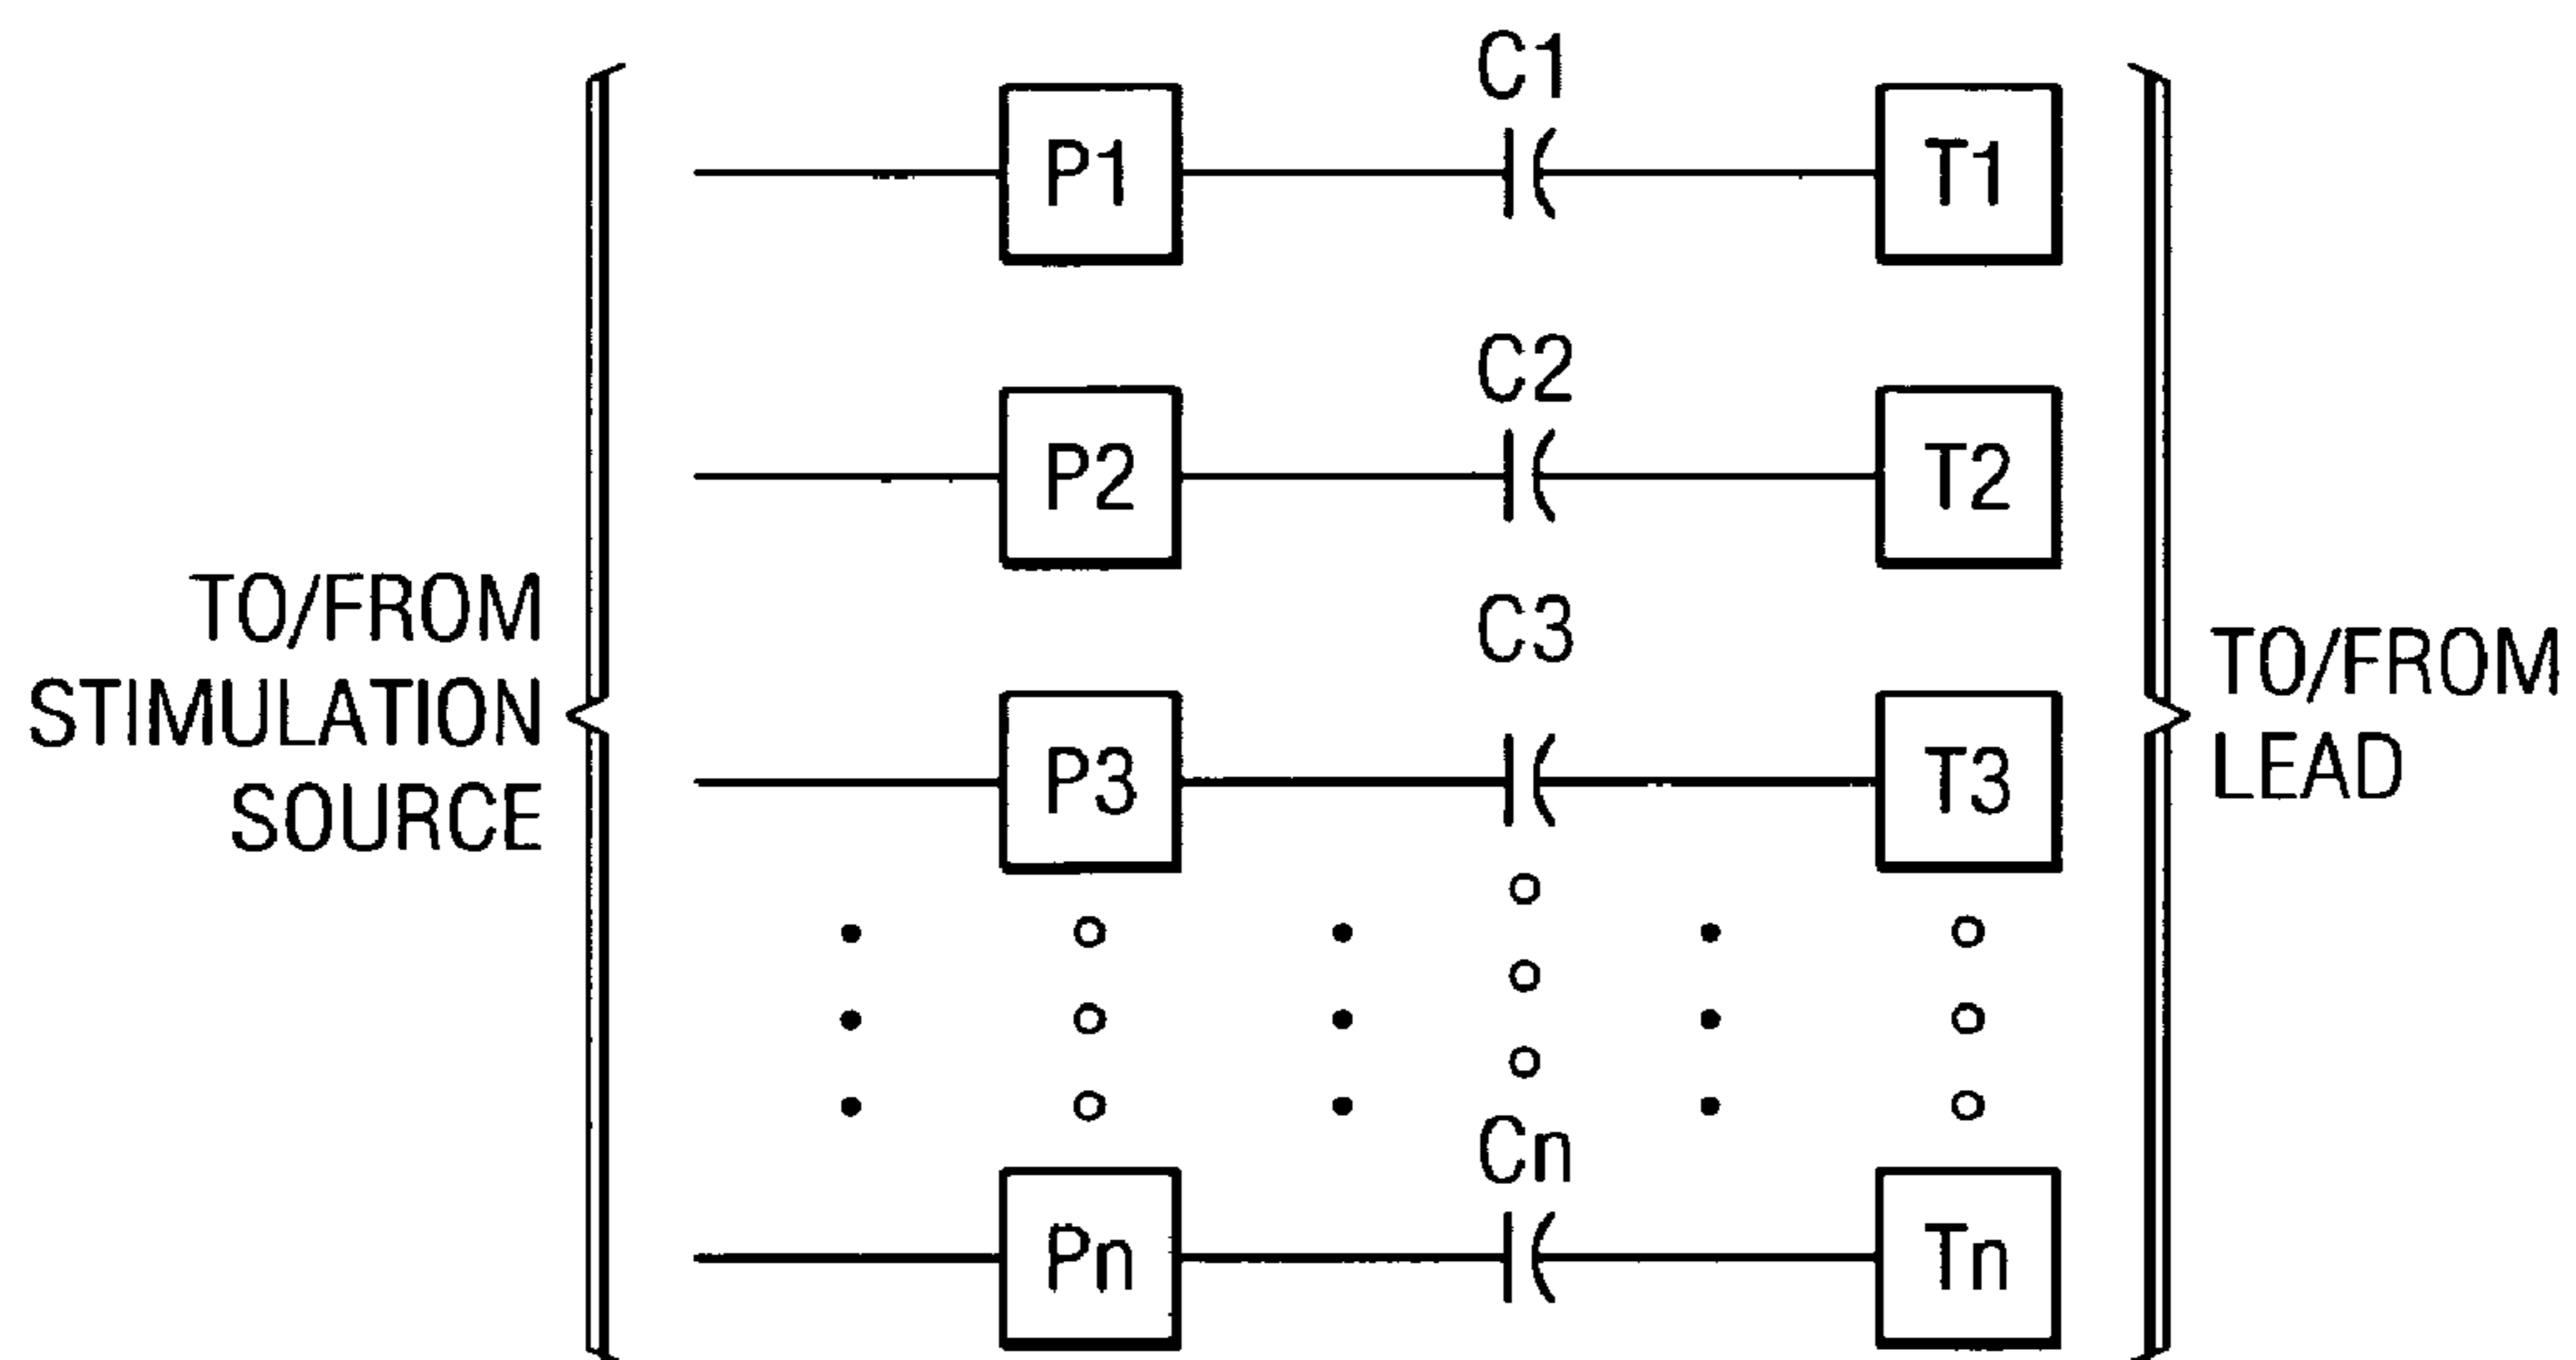 C1
P1
T1
C2
P2
T2
C3
TO/FROM
STIMULATION
SOURCE
P3
T3
TO/FROM
LEAD
Cn
Pn
Tn